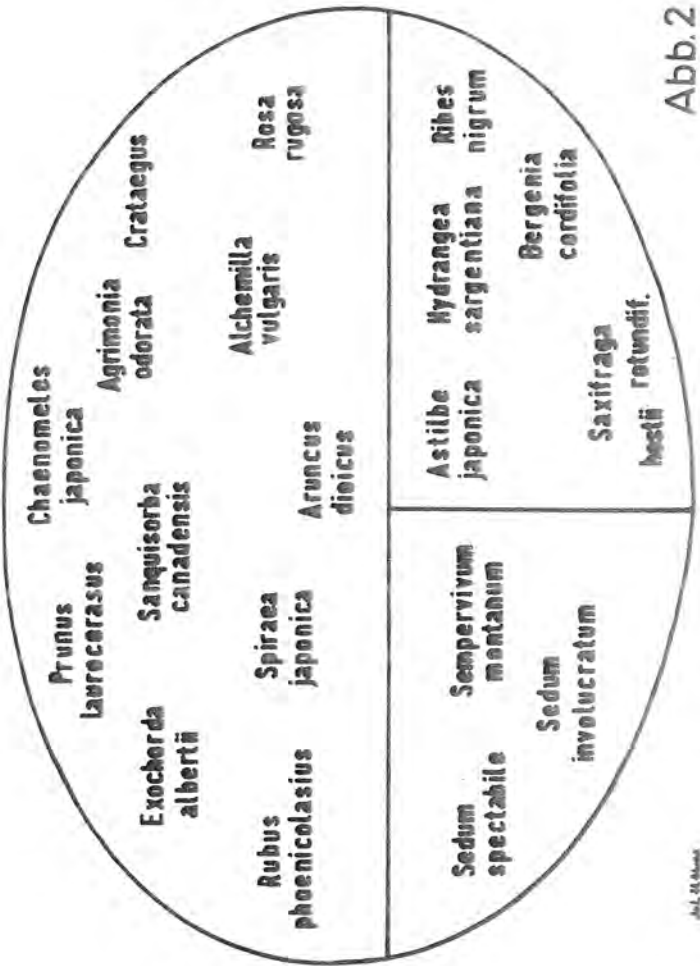 Chaenomeles
japonica
Prunus
laurocerasus
Agrimonia
odorata
Crataegus
Exochorda
albertii
Sanquisorba
canadensis
Alchemilla
vulgaris
Rosa
rugosa
Rubus
phoenicolasius
Spiraea
japonica
Aruncus
dioicus
Sedum
spectabile
Sempervivum
montanum
Sedum
involucratum
Astilbe
japonica
Hydrangea
sargentiana
Ribes
nigrum
Bergenia
cordifolia
Saxifraga
hostii rotundif.
Abb. 2